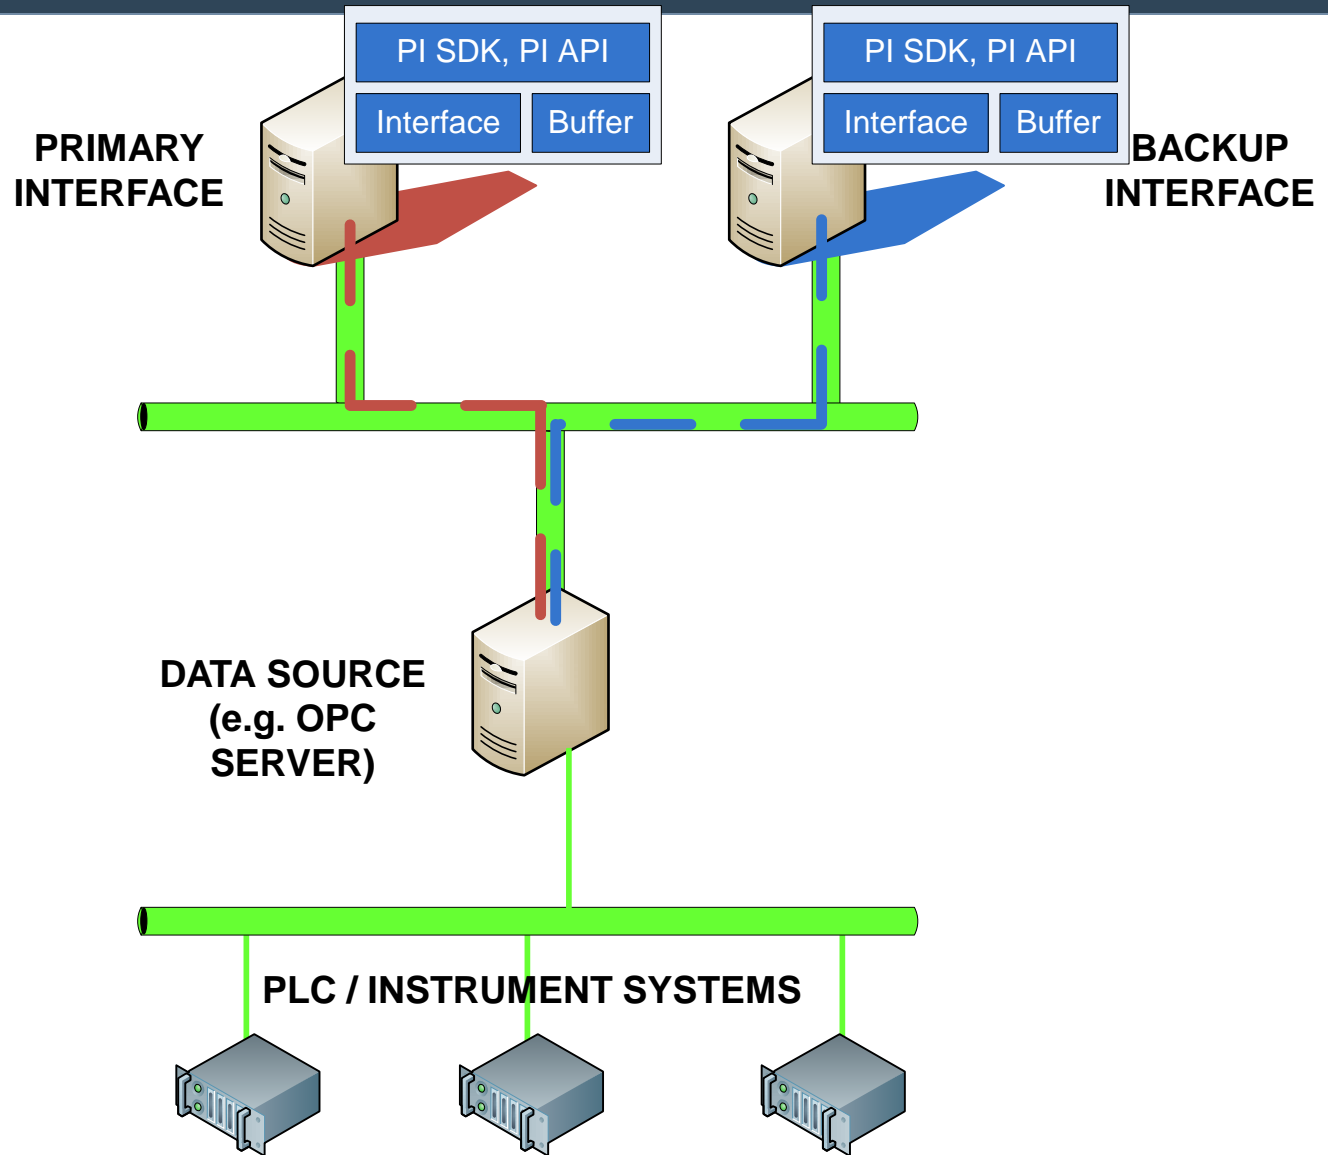 PI SDK, PI API
Interface
Buffer
PRIMARY
INTERFACE
PI SDK, PI API
Interface
Buffer
BACKUP
INTERFACE
DATA SOURCE
(e.g. OPC
SERVER)
PLC / INSTRUMENT SYSTEMS